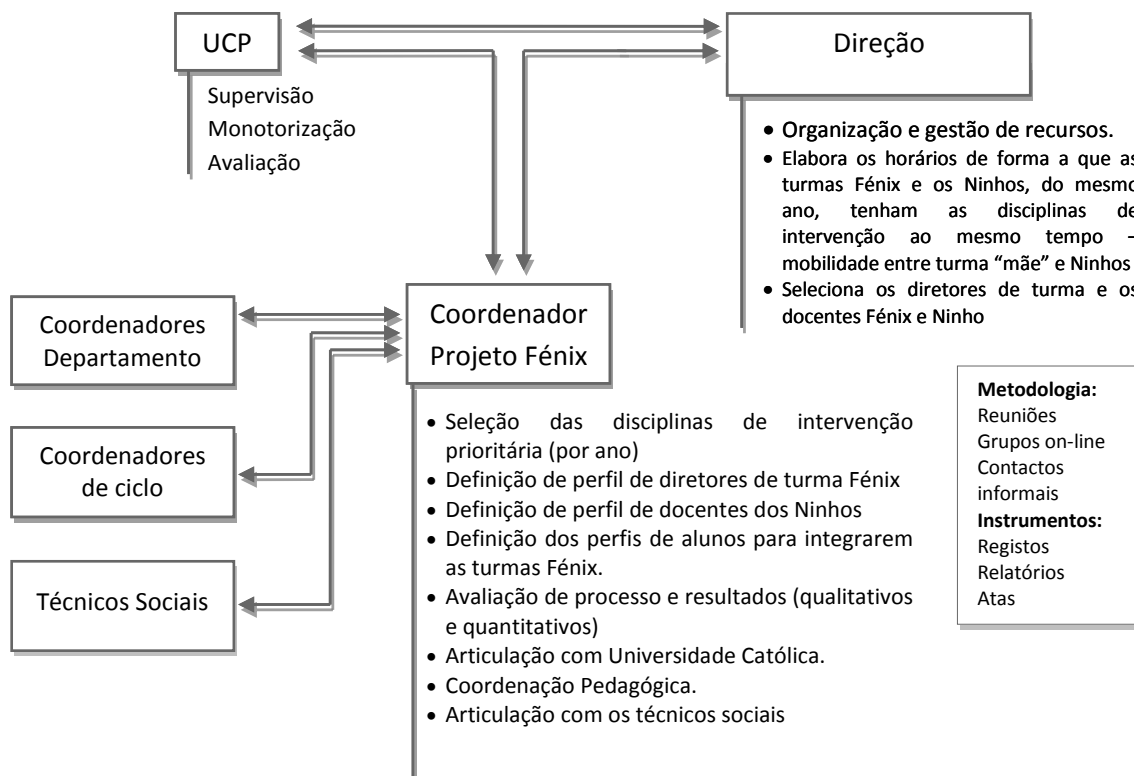 UCP
Supervisão
Monotorização
Avaliação
Direção
• Organização e gestão de recursos.
• Elabora os horários de forma a que as
turmas Fénix e os Ninhos, do mesmo
ano, tenham as disciplinas de
intervenção ao mesmo tempo –
mobilidade entre turma “mãe” e Ninhos
• Seleciona os diretores de turma e os
docentes Fénix e Ninho
Coordenadores
Departamento
Coordenadores
de ciclo
Técnicos Sociais
Coordenador
Projeto Fénix
• Seleção das disciplinas de intervenção
prioritária (por ano)
• Definição de perfil de diretores de turma Fénix
• Definição de perfil de docentes dos Ninhos
• Definição dos perfis de alunos para integrarem
as turmas Fénix.
• Avaliação de processo e resultados (qualitativos
e quantitativos)
• Articulação com Universidade Católica.
• Coordenação Pedagógica.
• Articulação com os técnicos sociais
Metodologia:
Reuniões
Grupos on-line
Contactos
informais
Instrumentos:
Registos
Relatórios
Atas